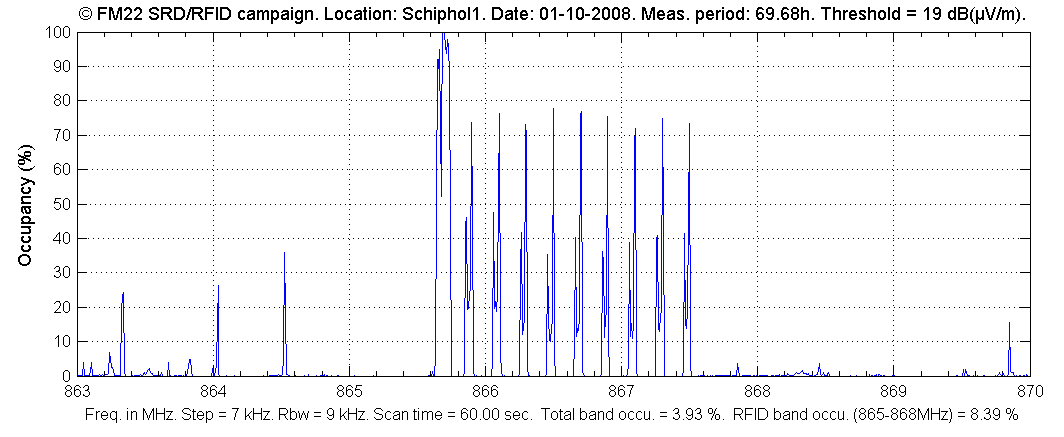 © FM22 SRD/RFID campaign. Location: Schiphol1. Date: 01-10-2008. Meas. period: 69.68h. Threshold = 19 dB(µV/m).
100
90
80
70
60
50
40
30
20
10
0
Occupancy (%)
863 864 865 866 867 868 869 870
Freq. in MHz. Step = 7 kHz. Rbw = 9 kHz. Scan time = 60.00 sec. Total band occu. = 3.93 %. RFID band occu. (865-868MHz) = 8.39 %